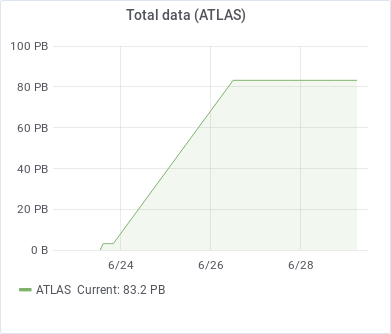 Total data (ATLAS)
100 PB
80 PB
60 PB
40 PB
20 PB
0 B
6/24 6/26 6/28
ATLAS Current: 83.2 PB